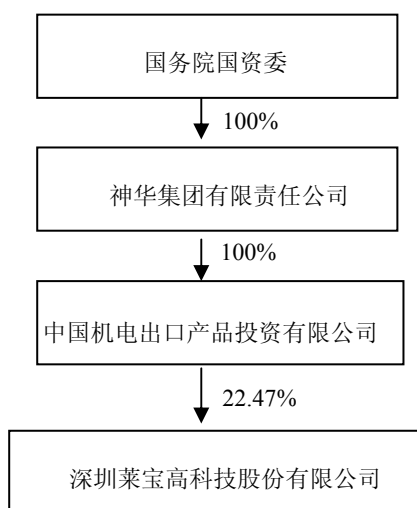 国务院国资委
100%
神华集团有限责任公司
100%
中国机电出口产品投资有限公司
22.47%
深圳莱宝高科技股份有限公司